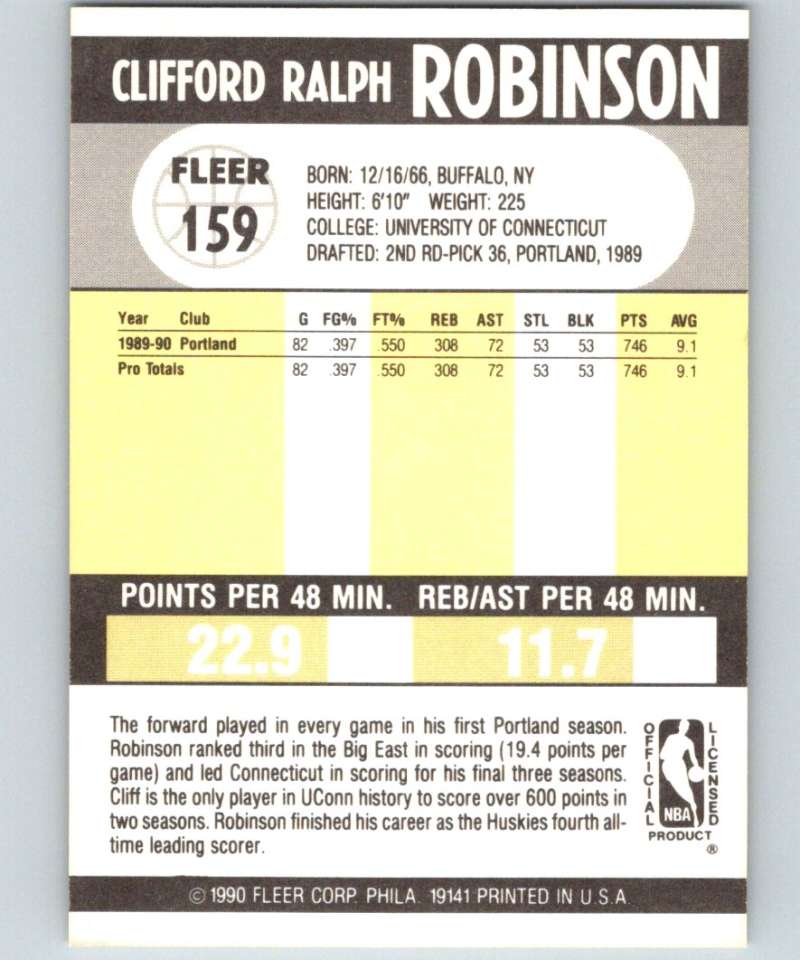 CLIFFORD RALPH ROBINSON
FLEER
159
BORN: 12/16/66, BUFFALO, NY
HEIGHT: 6'10" WEIGHT: 225
COLLEGE: UNIVERSITY OF CONNECTICUT
DRAFTED: 2ND RD-PICK 36, PORTLAND, 1989
Year Club G FG% FT% REB AST STL BLK PTS AVG
1989-90 Portland 82 .397 .550 308 72 53 53 746 9.1
Pro Totals 82 .397 .550 308 72 53 53 746 9.1
POINTS PER 48 MIN. REB/AST PER 48 MIN.
22.9 11.7
The forward played in every game in his first Portland season.
Robinson ranked third in the Big East in scoring (19.4 points per
game) and led Connecticut in scoring for his final three seasons.
Cliff is the only player in UConn history to score over 600 points in
two seasons. Robinson finished his career as the Huskies fourth all-
time leading scorer.
OFFICIAL
LICENSED
NBA
PRODUCT
®
© 1990 FLEER CORP. PHILA. 19141 PRINTED IN U.S.A.